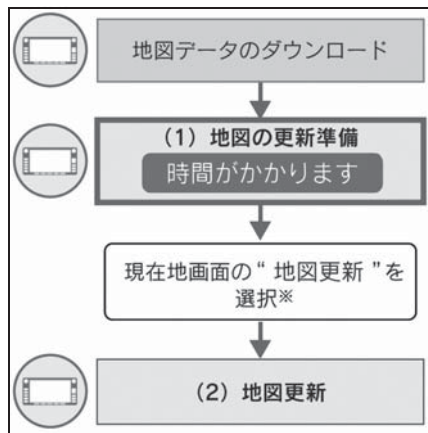 地図データのダウンロード
(1) 地図の更新準備
時間がかかります
現在地画面の“ 地図更新 ”を
選択※
(2) 地図更新